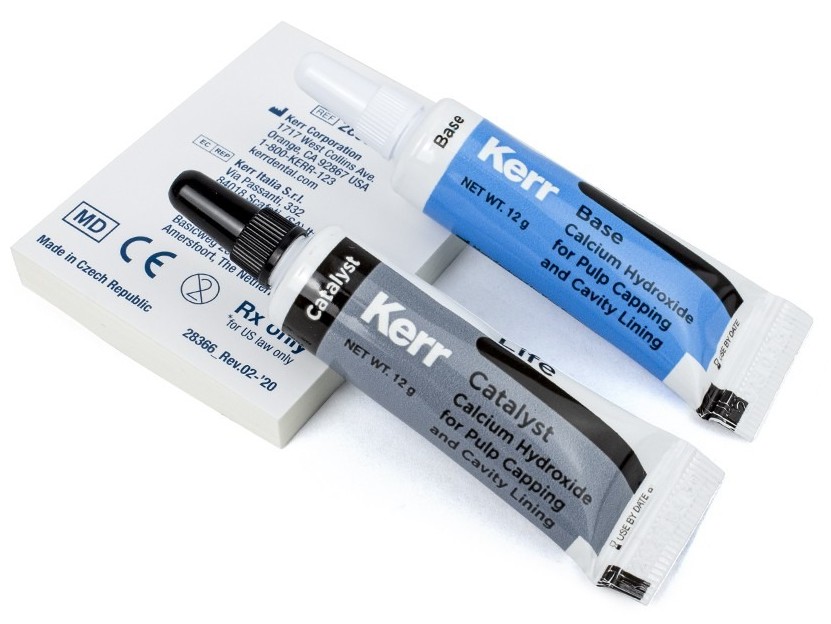 REF
Kerr Corporation
1717 West Collins Ave.
Orange, CA 92867 USA
1-800-KERR-123
kerrdental.com
EC REP
Kerr Italia S.r.l.
Via Passanti, 332
84018
Amersfoort, The
MD
CE
2
Made in Czech Republic
Rx Only
*for US law only
28366_Rev.02-'20
Base
Kerr
NET WT. 12 g
Base
Calcium Hydroxide
for Pulp Capping
and Cavity Lining
USE BY DATE
Catalyst
Kerr
NET WT. 12 g
Life
Catalyst
Calcium Hydroxide
for Pulp Capping
and Cavity Lining
USE BY DATE